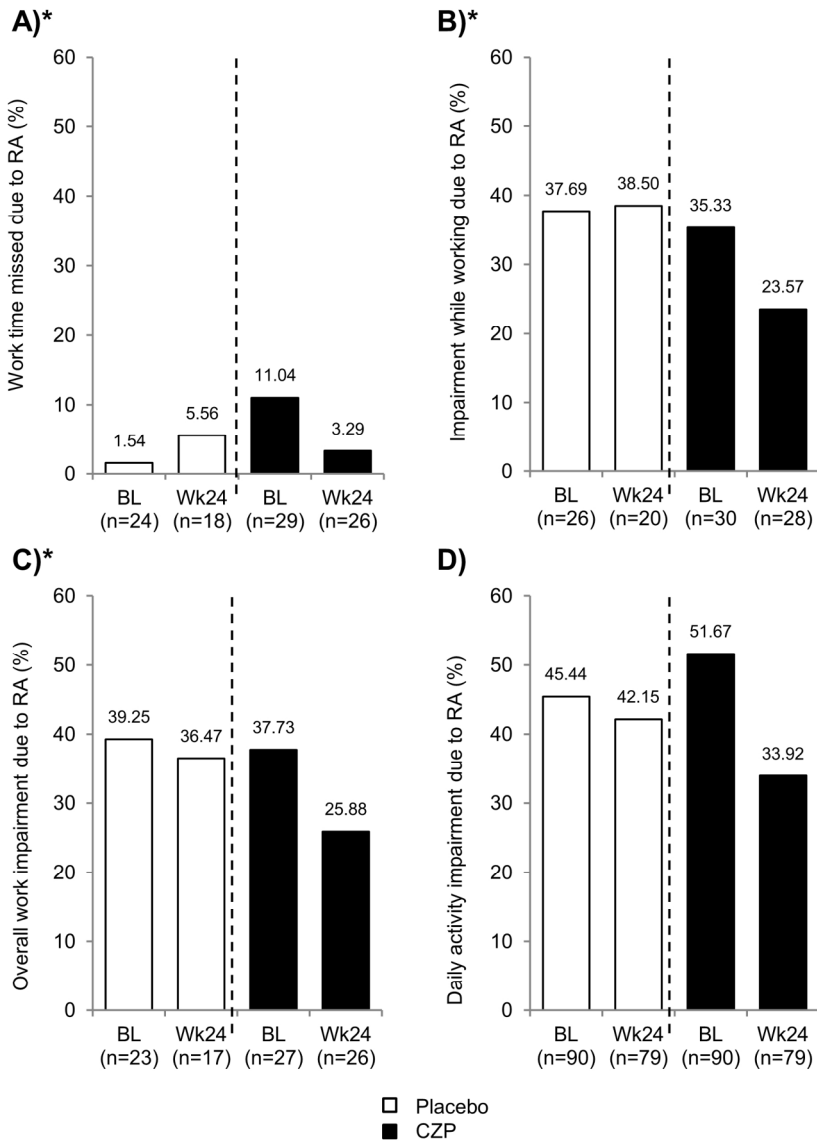 A)*
Work time missed due to RA (%)
60
50
40
30
20
10
0
1.54
5.56
11.04
3.29
BL Wk24 BL Wk24
(n=24) (n=18) (n=29) (n=26)
B)*
Impairment while working due to RA (%)
60
50
40
30
20
10
0
37.69
38.50
35.33
23.57
BL Wk24 BL Wk24
(n=26) (n=20) (n=30 (n=28)
C)*
Overall work impairment due to RA (%)
60
50
40
30
20
10
0
39.25
36.47
37.73
25.88
BL Wk24 BL Wk24
(n=23) (n=17) (n=27) (n=26)
D)
Daily activity impairment due to RA (%)
60
50
40
30
20
10
0
45.44
42.15
51.67
33.92
BL Wk24 BL Wk24
(n=90) (n=79) (n=90) (n=79)
Placebo
CZP